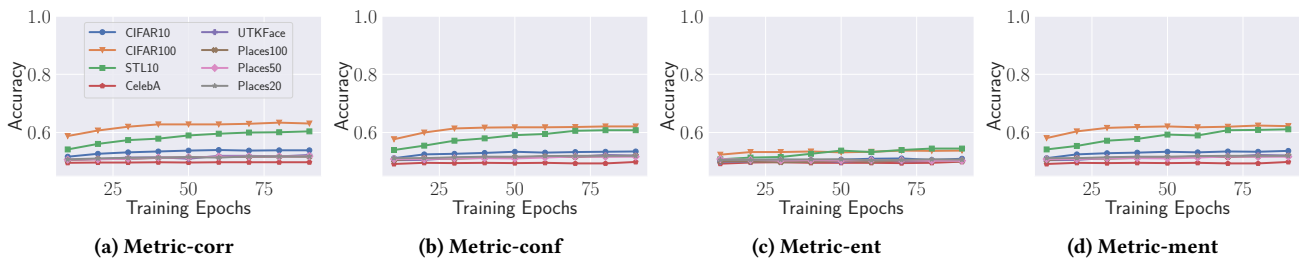 1.0
0.8
0.6
Accuracy
CIFAR10
CIFAR100
STL10
CelebA
UTKFace
Places100
Places50
Places20
25
50
75
Training Epochs
(a) Metric-corr
1.0
0.8
0.6
Accuracy
25
50
75
Training Epochs
(b) Metric-conf
1.0
0.8
0.6
Accuracy
25
50
75
Training Epochs
(c) Metric-ent
1.0
0.8
0.6
Accuracy
25
50
75
Training Epochs
(d) Metric-ment